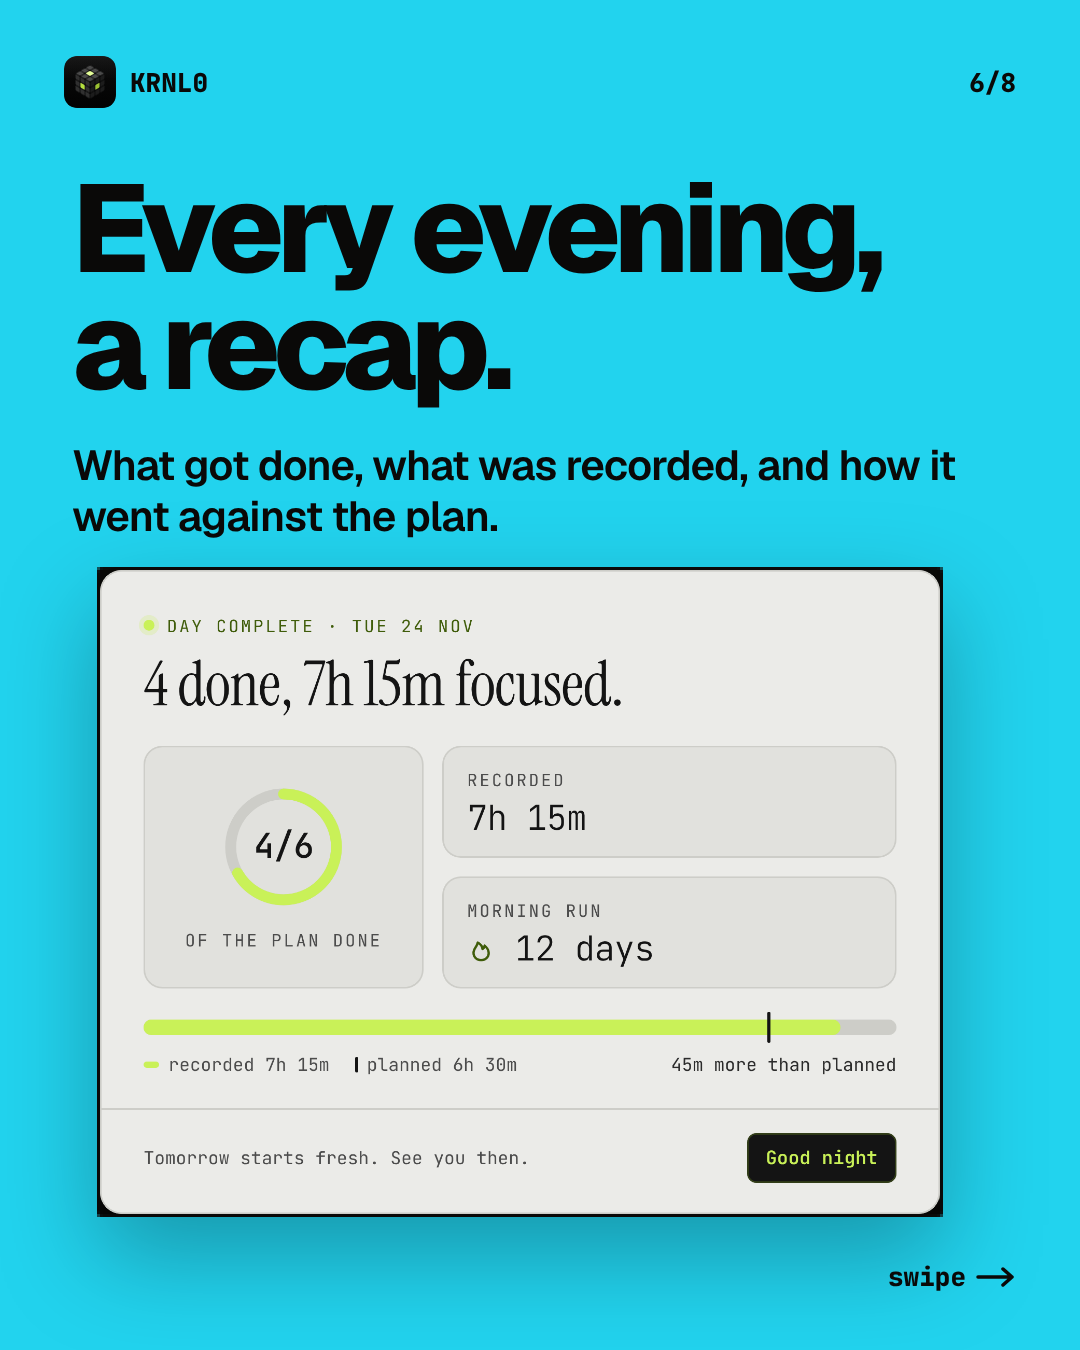 KRNL0
6/8
Every evening,
a recap.
What got done, what was recorded, and how it
went against the plan.
DAY COMPLETE · TUE 24 NOV
4 done, 7h 15m focused.
4/6
OF THE PLAN DONE
RECORDED
7h 15m
MORNING RUN
12 days
recorded 7h 15m
planned 6h 30m
45m more than planned
Tomorrow starts fresh. See you then.
Good night
swipe →